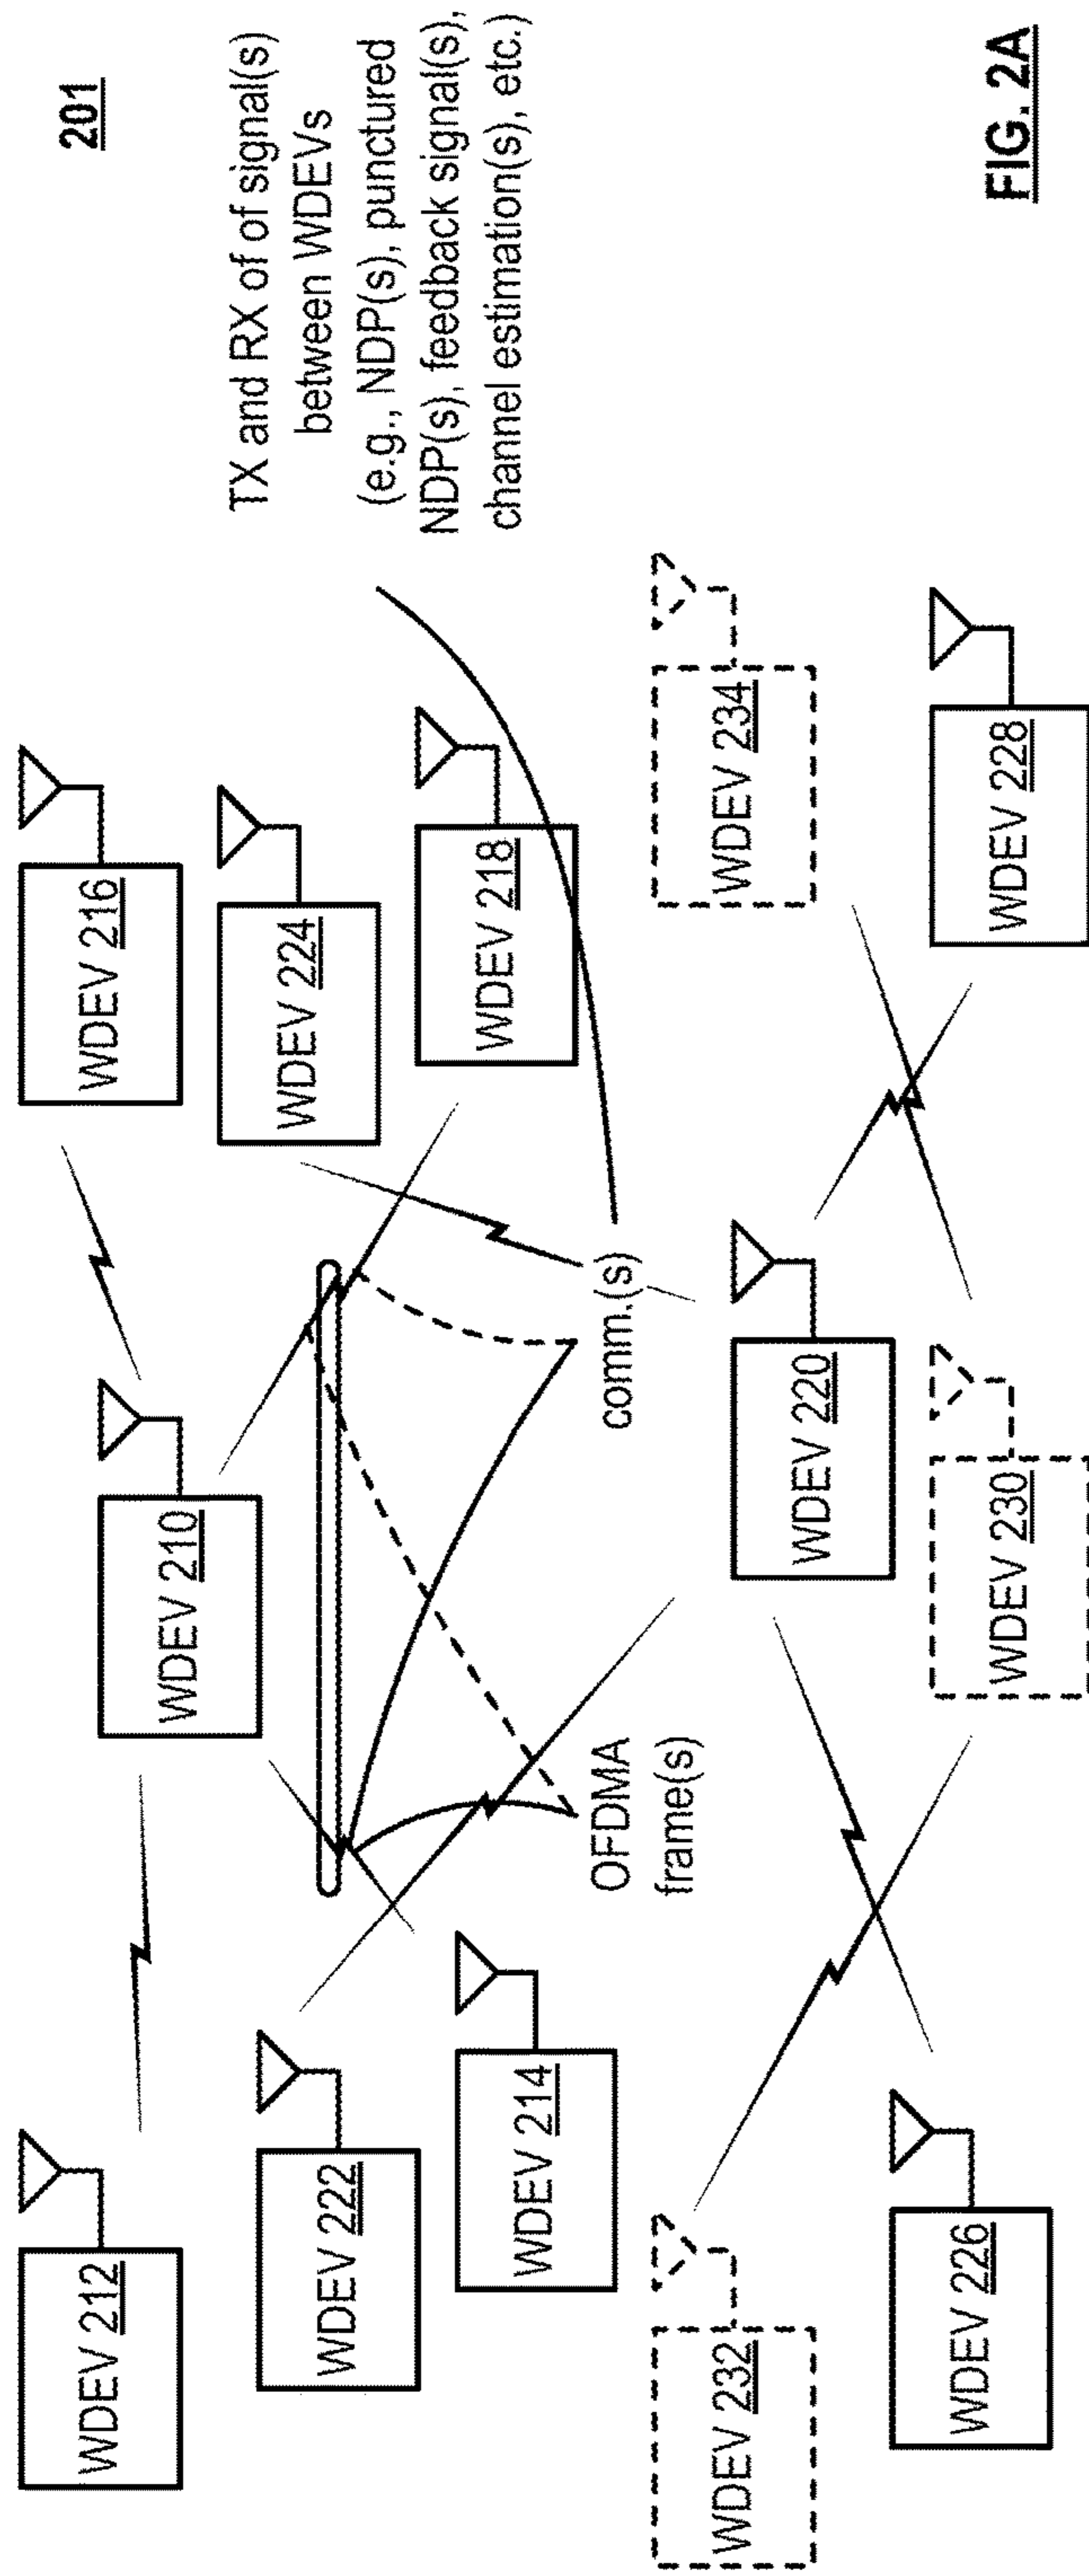 201
TX and RX of of signal(s)
between WDEVs
(e.g., NDP(s), punctured
NDP(s), feedback signal(s),
channel estimation(s), etc.)
WDEV 212
WDEV 210
WDEV 216
WDEV 222
WDEV 224
WDEV 214
WDEV 218
OFDMA
frame(s)
comm.(s)
WDEV 232
WDEV 220
WDEV 234
WDEV 226
WDEV 230
WDEV 228
FIG. 2A